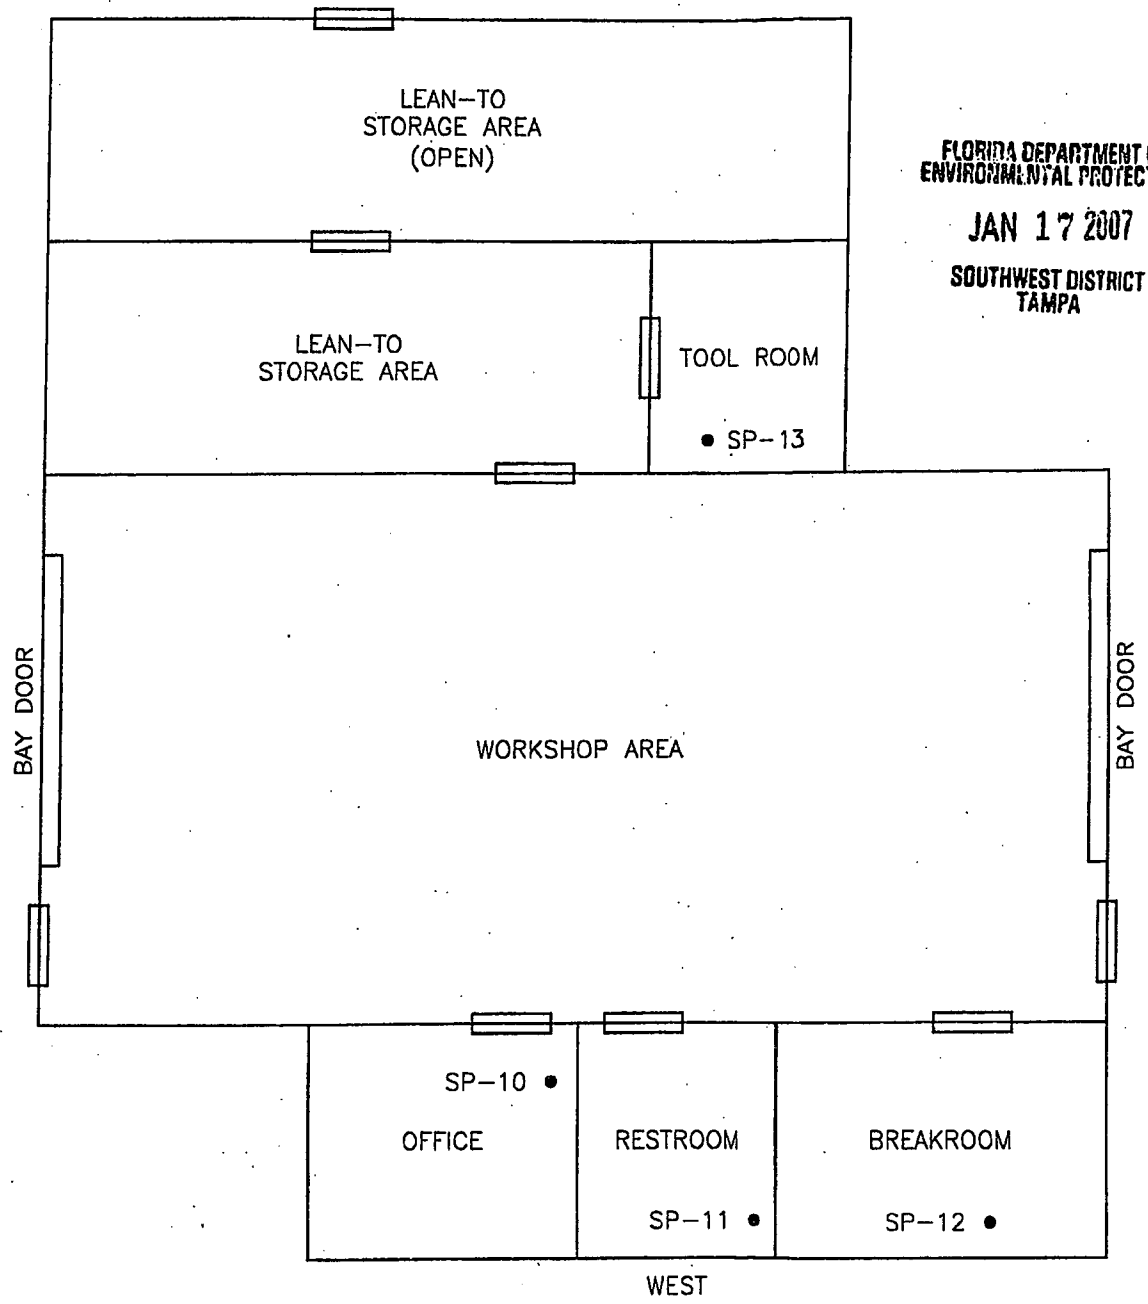 LEAN-TO
STORAGE AREA
(OPEN)
FLORIDA DEPARTMENT
ENVIRONMENTAL
JAN 17 2007
SOUTHWEST DISTRICT
TAMPA
LEAN-TO
STORAGE AREA
TOOL ROOM
SP-13
BAY DOOR
BAY DOOR
WORKSHOP AREA
SP-10
OFFICE
RESTROOM
BREAKROOM
SP-11
SP-12
WEST